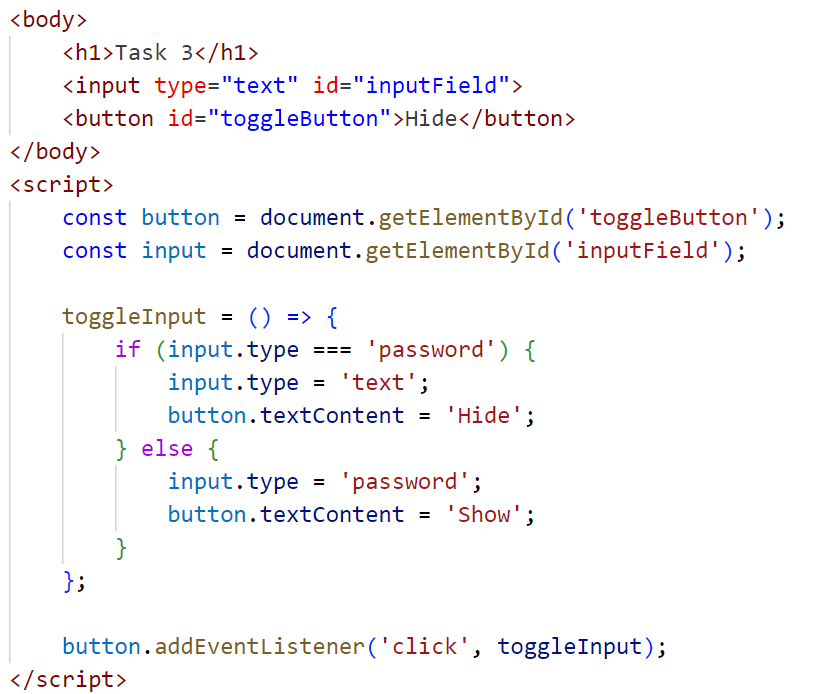 <body>
    <h1>Task 3</h1>
    <input type="text" id="inputField">
    <button id="toggleButton">Hide</button>
</body>
<script>
    const button = document.getElementById('toggleButton');
    const input = document.getElementById('inputField');

    toggleInput = () => {
        if (input.type === 'password') {
            input.type = 'text';
            button.textContent = 'Hide';
        } else {
            input.type = 'password';
            button.textContent = 'Show';
        }
    };

    button.addEventListener('click', toggleInput);
</script>